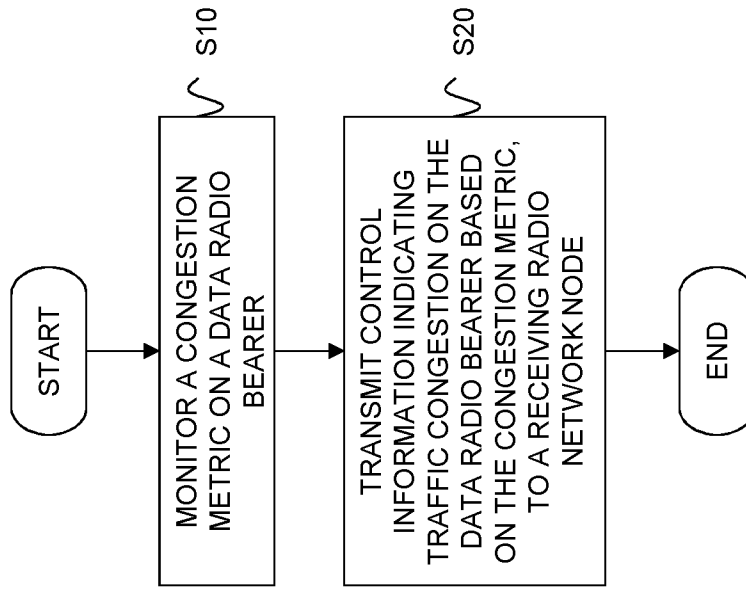 START
MONITOR A CONGESTION
METRIC ON A DATA RADIO
BEARER
S10
TRANSMIT CONTROL
INFORMATION INDICATING
TRAFFIC CONGESTION ON THE
DATA RADIO BEARER BASED
ON THE CONGESTION METRIC,
TO A RECEIVING RADIO
NETWORK NODE
S20
END